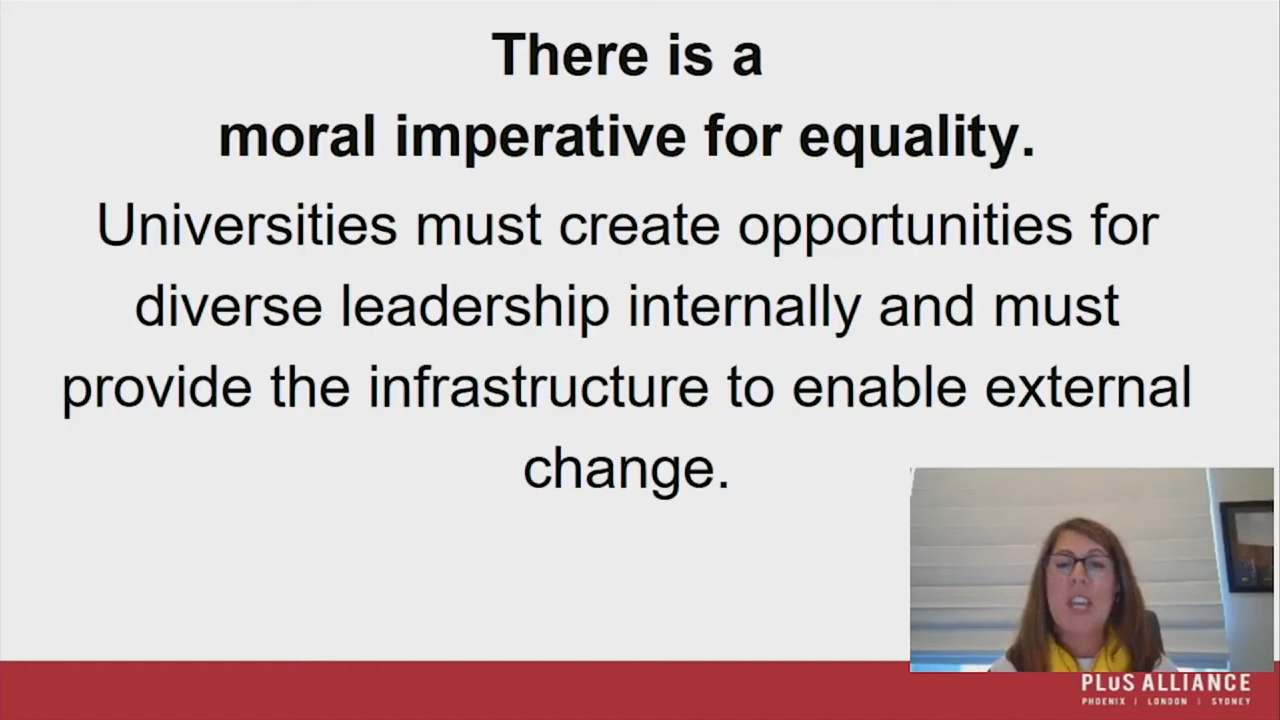 There is a
moral imperative for equality.
Universities must create opportunities for
diverse leadership internally and must
provide the infrastructure to enable external
change.
PLuS ALLIANCE
PHOENIX | LONDON | SYDNEY